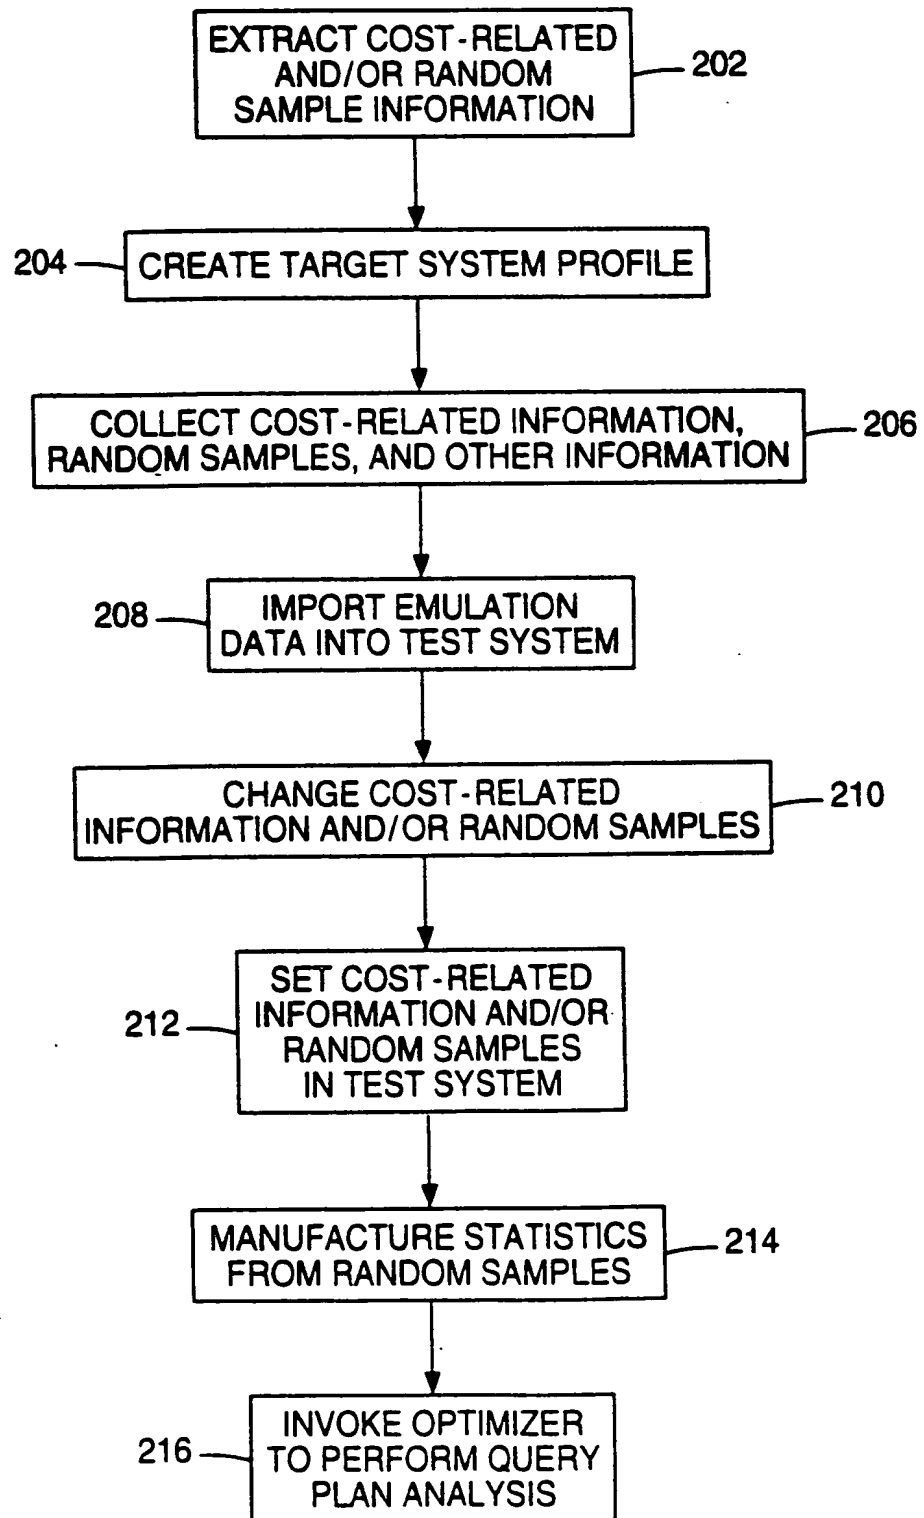 EXTRACT COST-RELATED
AND/OR RANDOM
SAMPLE INFORMATION
202
204
CREATE TARGET SYSTEM PROFILE
COLLECT COST-RELATED INFORMATION,
RANDOM SAMPLES, AND OTHER INFORMATION
206
208
IMPORT EMULATION
DATA INTO TEST SYSTEM
CHANGE COST-RELATED
INFORMATION AND/OR RANDOM SAMPLES
210
212
SET COST-RELATED
INFORMATION AND/OR
RANDOM SAMPLES
IN TEST SYSTEM
MANUFACTURE STATISTICS
FROM RANDOM SAMPLES
214
216
INVOKE OPTIMIZER
TO PERFORM QUERY
PLAN ANALYSIS